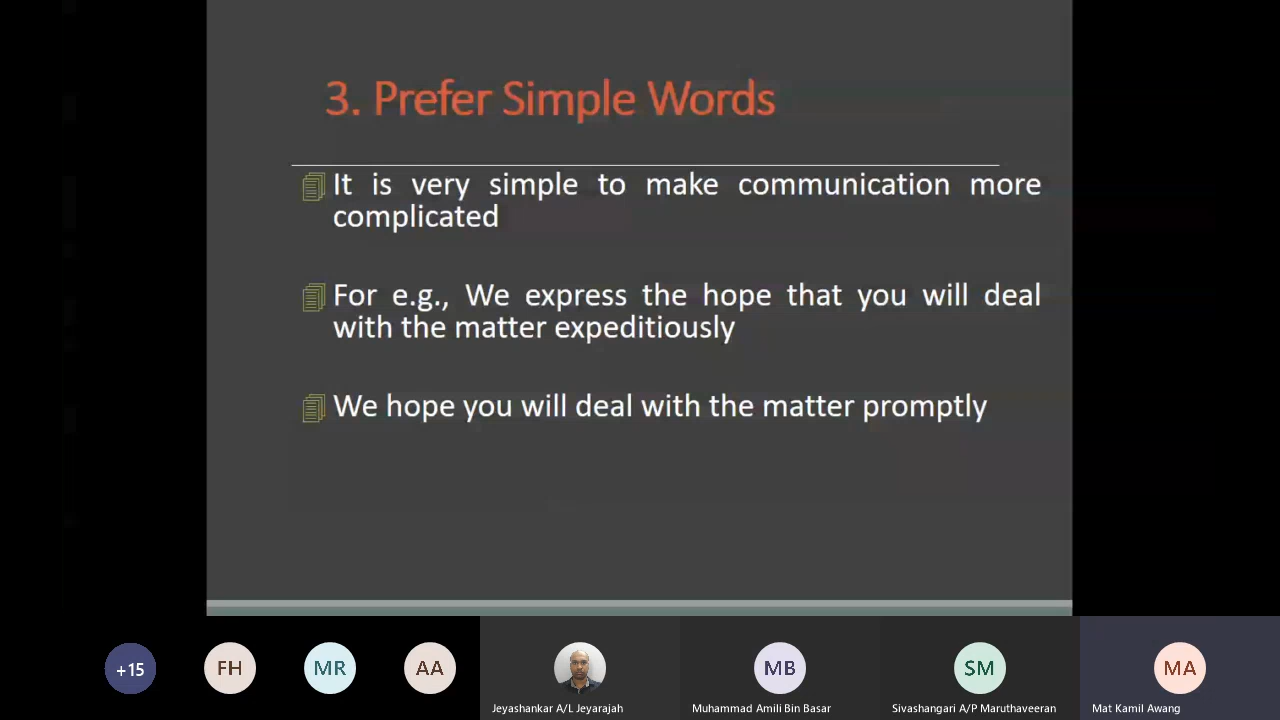 3. Prefer Simple Words
It is very simple to make communication more
complicated
For e.g., We express the hope that you will deal
with the matter expeditiously
We hope you will deal with the matter promptly
+15
FH
MR
AA
MB
SM
MA
Jeyashankar A/L Jeyarajah
Muhammad Amili Bin Basar
Sivashangari A/P Maruthaveeran
Mat Kamil Awang